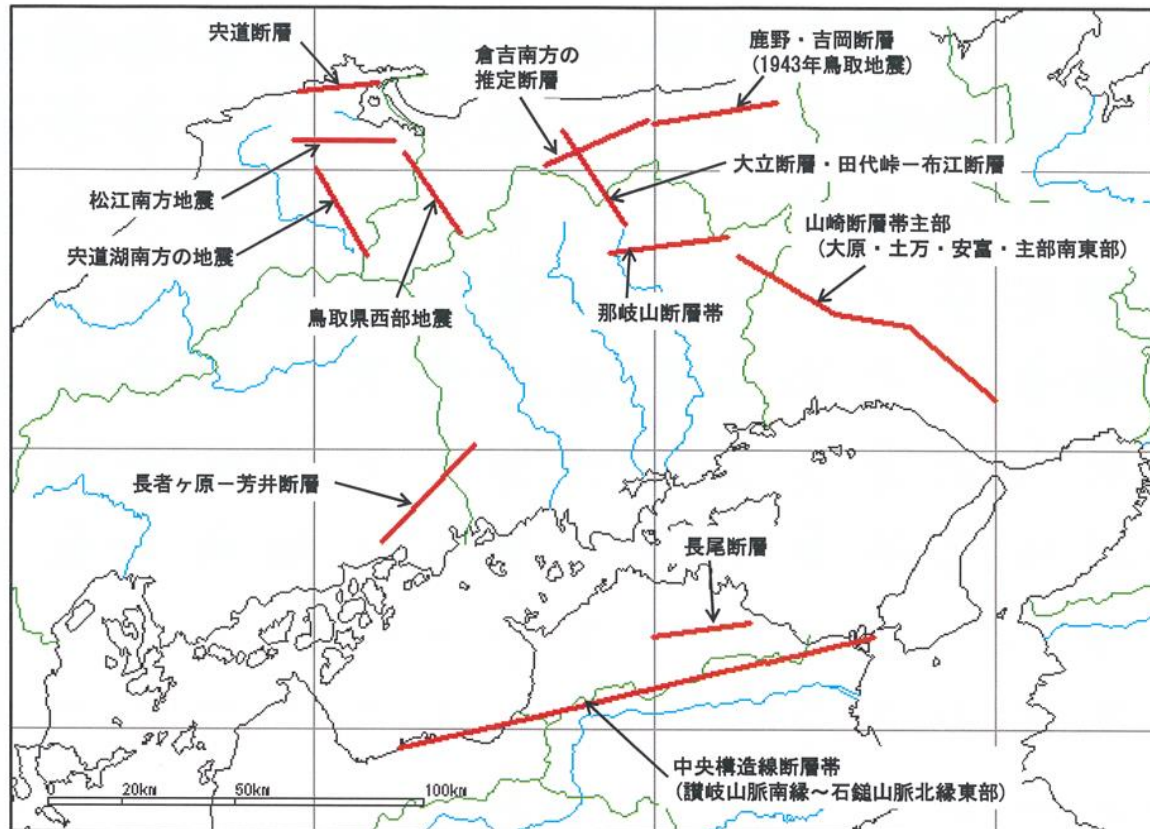 宍道断層
倉吉南方の
推定断層
鹿野・吉岡断層
(1943年鳥取地震)
大立断層・田代峠ー布江断層
松江南方地震
山崎断層帯主部
(大原・土万・安富・主部南東部)
宍道湖南方の地震
鳥取県西部地震
那岐山断層帯
長者ヶ原ー芳井断層
長尾断層
中央構造線断層帯
(讃岐山脈南縁～石鎚山脈北縁東部)
20km
50km
100km